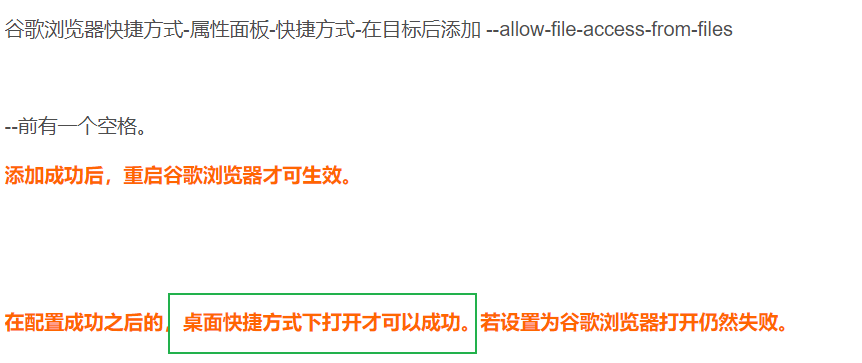 谷歌浏览器快捷方式-属性面板-快捷方式-在目标后添加 --allow-file-access-from-files
--前有一个空格。
添加成功后，重启谷歌浏览器才可生效。
在配置成功之后的，桌面快捷方式下打开才可以成功。若设置为谷歌浏览器打开仍然失败。